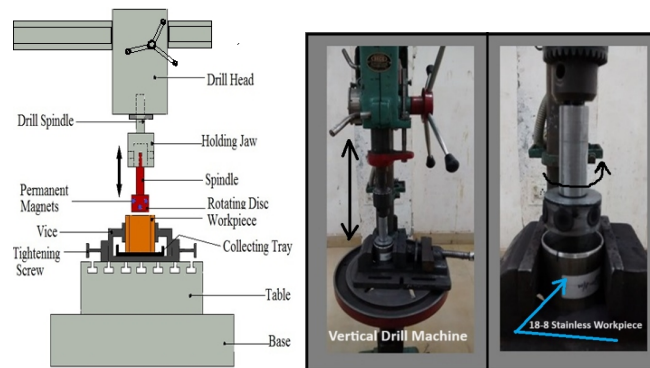 Drill Head
Drill Spindle
Holding Jaw
Spindle
Permanent
Magnets
Rotating Disc
Workpiece
Vice
Collecting Tray
Tightening
Screw
Table
Base
Vertical Drill Machine
18-8 Stainless Workpiece